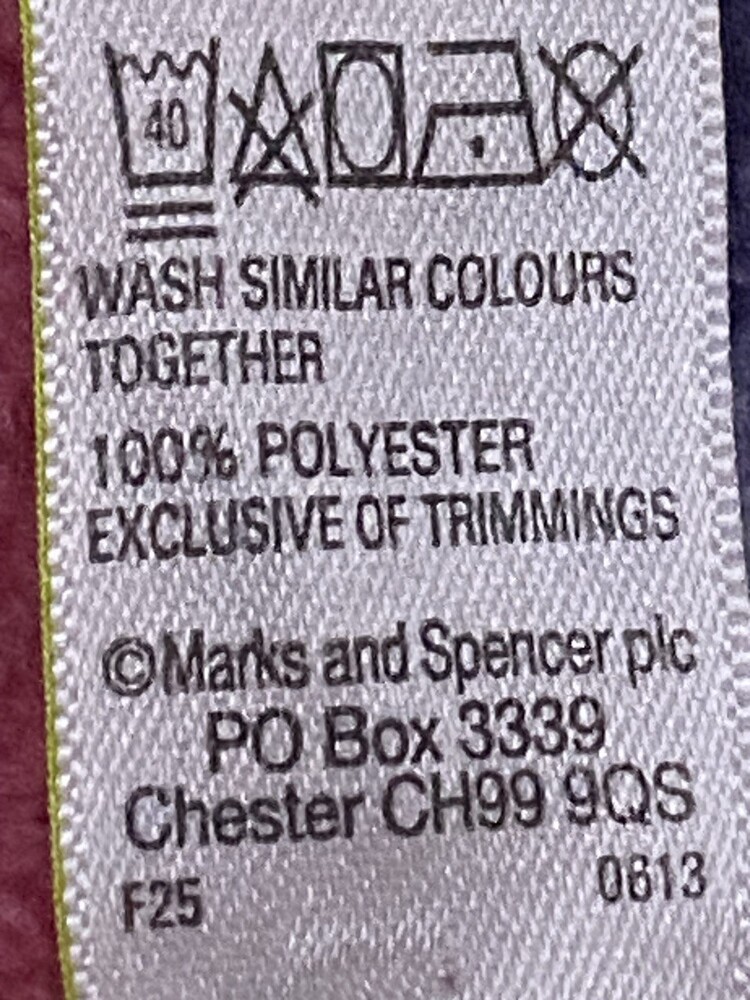 40
WASH SIMILAR COLOURS
TOGETHER
100% POLYESTER
EXCLUSIVE OF TRIMMINGS
©Marks and Spencer plc
PO Box 3339
Chester CH99 9QS
F25 0613